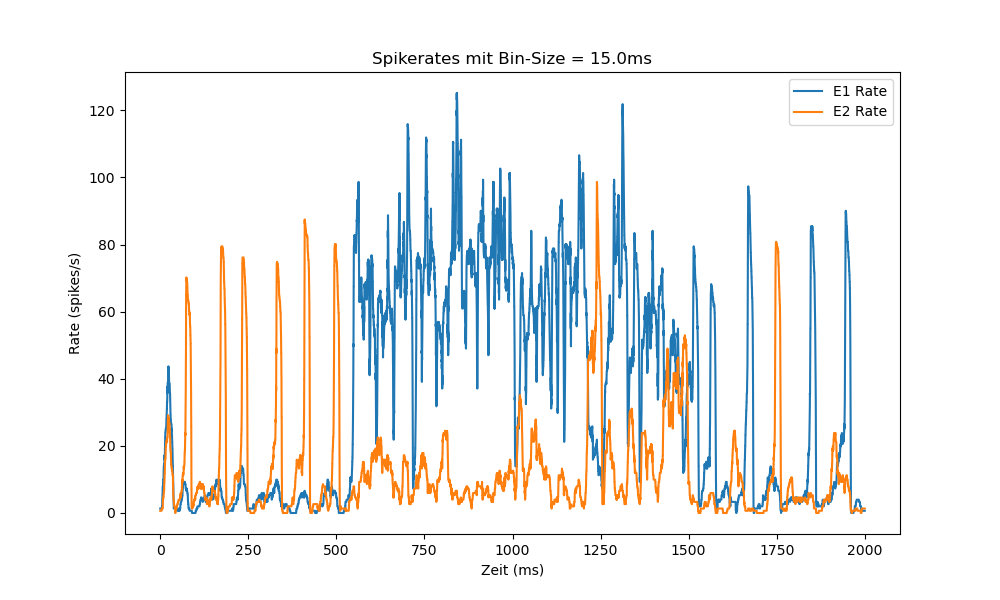 Spikerates mit Bin-Size = 15.0ms
E1 Rate
E2 Rate
Rate (spikes/s)
120
100
80
60
40
20
0
0 250 500 750 1000 1250 1500 1750 2000
Zeit (ms)